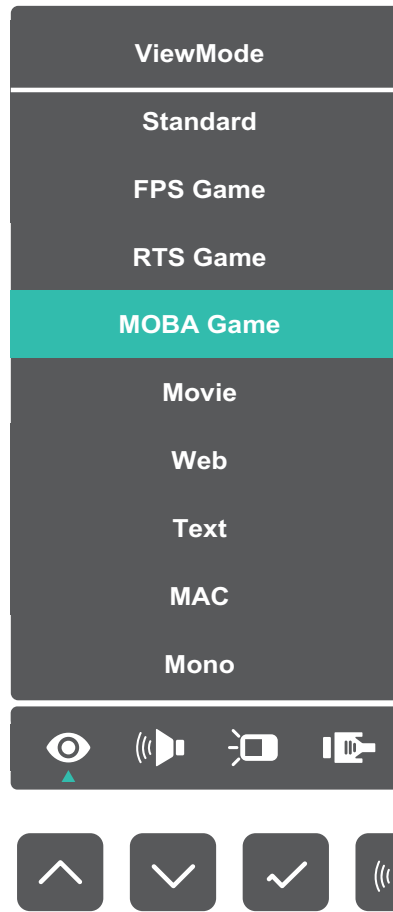 ViewMode
Standard
FPS Game
RTS Game
MOBA Game
Movie
Web
Text
MAC
Mono